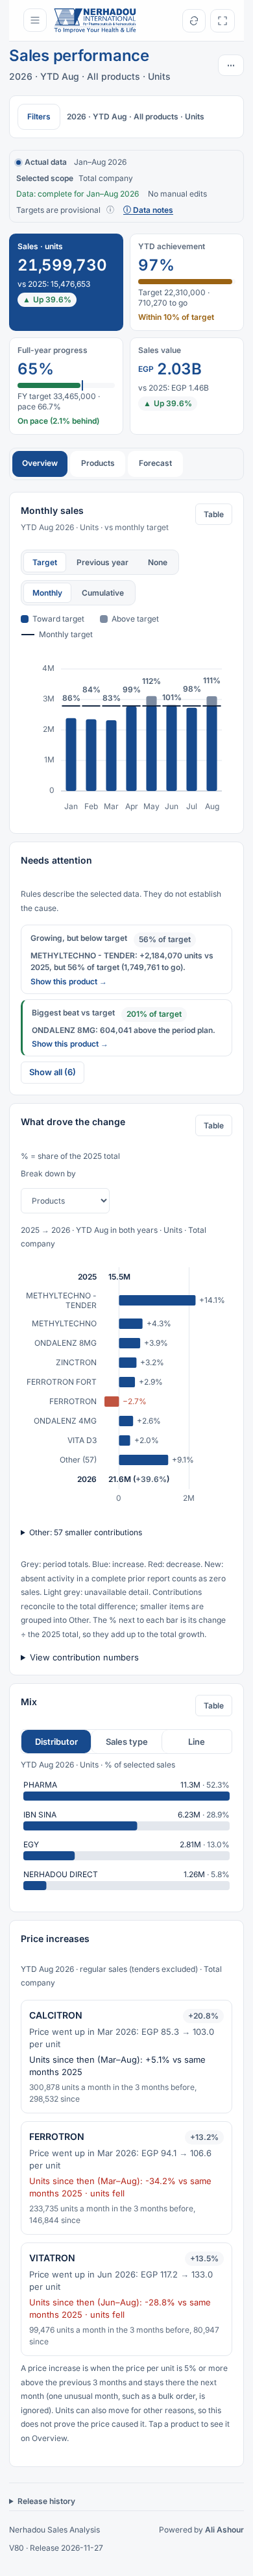 NERHADOU
INTERNATIONAL
To Improve Your Health & Life
Sales performance
2026 · YTD Aug · All products · Units
Filters
2026 · YTD Aug · All products · Units
Actual data Jan–Aug 2026
Selected scope Total company
Data: complete for Jan–Aug 2026 No manual edits
Targets are provisional ⓘ ⓘ Data notes
Sales · units
21,599,730
vs 2025: 15,476,653
▲ Up 39.6%
YTD achievement
97%
Target 22,310,000 ·
710,270 to go
Within 10% of target
Full-year progress
65%
FY target 33,465,000 ·
pace 66.7%
On pace (2.1% behind)
Sales value
EGP 2.03B
vs 2025: EGP 1.46B
▲ Up 39.6%
Overview
Products
Forecast
Monthly sales
Table
YTD Aug 2026 · Units · vs monthly target
Target
Previous year
None
Monthly
Cumulative
Toward target
Above target
Monthly target
4M
3M
2M
1M
0
86%
84%
83%
99%
112%
101%
98%
111%
Jan Feb Mar Apr May Jun Jul Aug
Needs attention
Rules describe the selected data. They do not establish
the cause.
Growing, but below target 56% of target
METHYLTECHNO - TENDER: +2,184,070 units vs
2025, but 56% of target (1,749,761 to go).
Show this product →
Biggest beat vs target 201% of target
ONDALENZ 8MG: 604,041 above the period plan.
Show this product →
Show all (6)
What drove the change
Table
% = share of the 2025 total
Break down by
Products
2025 → 2026 · YTD Aug in both years · Units · Total
company
2025 15.5M
METHYLTECHNO -
TENDER
+14.1%
METHYLTECHNO +4.3%
ONDALENZ 8MG +3.9%
ZINCTRON +3.2%
FERROTRON FORT +2.9%
FERROTRON −2.7%
ONDALENZ 4MG +2.6%
VITA D3 +2.0%
Other (57) +9.1%
2026 21.6M (+39.6%)
0 2M
▶ Other: 57 smaller contributions
Grey: period totals. Blue: increase. Red: decrease. New:
absent activity in a complete prior report counts as zero
sales. Light grey: unavailable detail. Contributions
reconcile to the total difference; smaller items are
grouped into Other. The % next to each bar is its change
÷ the 2025 total, so they add up to the total growth.
▶ View contribution numbers
Mix
Table
Distributor
Sales type
Line
YTD Aug 2026 · Units · % of selected sales
PHARMA 11.3M · 52.3%
IBN SINA 6.23M · 28.9%
EGY 2.81M · 13.0%
NERHADOU DIRECT 1.26M · 5.8%
Price increases
YTD Aug 2026 · regular sales (tenders excluded) · Total
company
CALCITRON +20.8%
Price went up in Mar 2026: EGP 85.3 → 103.0
per unit
Units since then (Mar–Aug): +5.1% vs same
months 2025
300,878 units a month in the 3 months before,
298,532 since
FERROTRON +13.2%
Price went up in Mar 2026: EGP 94.1 → 106.6
per unit
Units since then (Mar–Aug): -34.2% vs same
months 2025 · units fell
233,735 units a month in the 3 months before,
146,844 since
VITATRON +13.5%
Price went up in Jun 2026: EGP 117.2 → 133.0
per unit
Units since then (Jun–Aug): -28.8% vs same
months 2025 · units fell
99,476 units a month in the 3 months before, 80,947
since
A price increase is when the price per unit is 5% or more
above the previous 3 months and stays there the next
month (one unusual month, such as a bulk order, is
ignored). Units can also move for other reasons, so this
does not prove the price caused it. Tap a product to see it
on Overview.
▶ Release history
Nerhadou Sales Analysis
Powered by Ali Ashour
V80 · Release 2026-11-27